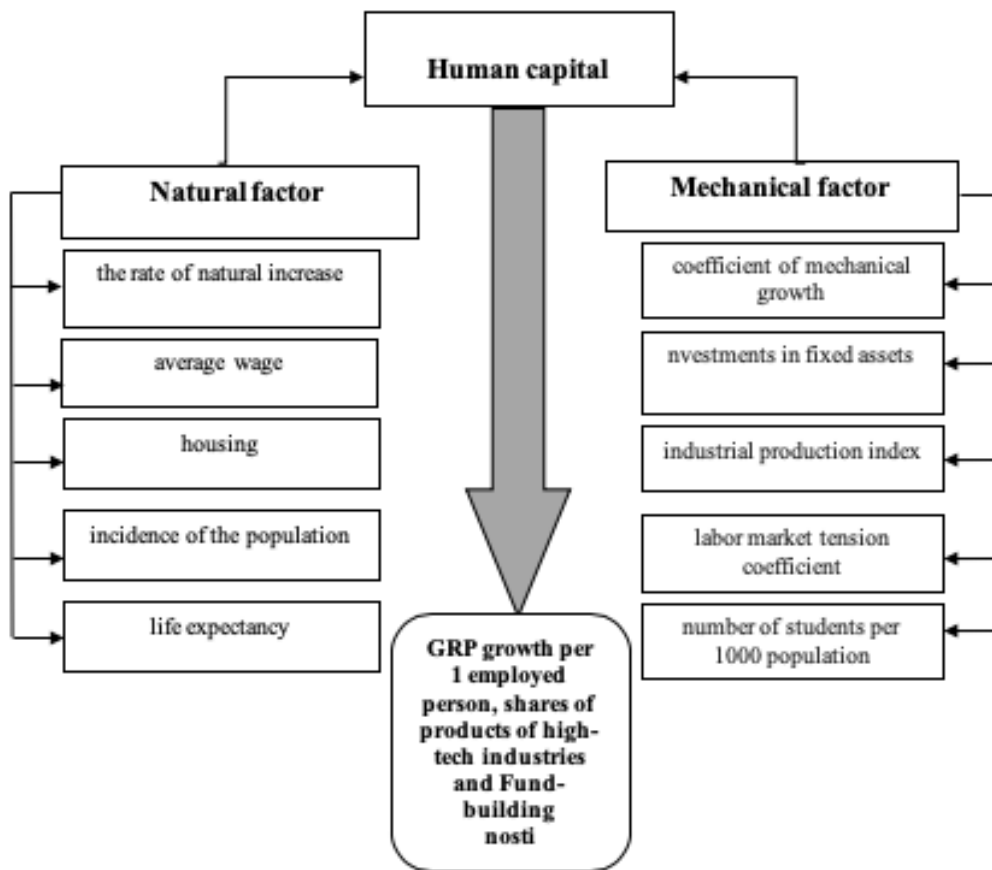 Human capital
Natural factor
the rate of natural increase
average wage
housing
incidence of the population
life expectancy
Mechanical factor
coefficient of mechanical
growth
nvestments in fixed assets
industrial production index
labor market tension
coefficient
number of students per
1000 population
GRP growth per
1 employed
person, shares of
products of high-
tech industries
and Fund-
building
nosti